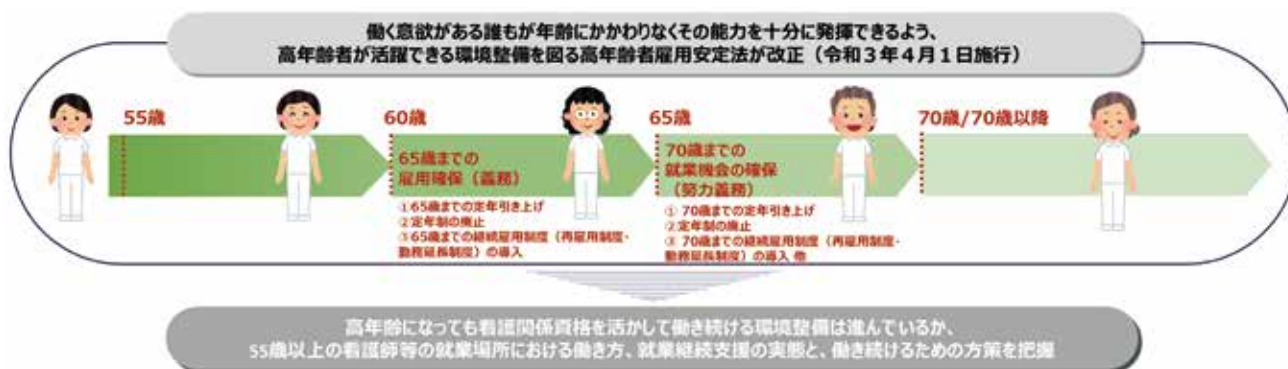 働く意欲がある誰もが年齢にかかわりなくその能力を十分に発揮できるよう、
高年齢者が活躍できる環境整備を図る高年齢者雇用安定法が改正（令和３年４月１日施行）
55歳
60歳
65歳までの
雇用確保（義務）
①65歳までの定年引き上げ
②定年制の廃止
③65歳までの継続雇用制度（再雇用制度・
勤務延長制度）の導入
65歳
70歳までの
就業機会の確保
（努力義務）
① 70歳までの定年引き上げ
②定年制の廃止
③ 70歳までの継続雇用制度（再雇用制度・
勤務延長制度）の導入 他
70歳/70歳以降
高年齢になっても看護関係資格を活かして働き続ける環境整備は進んでいるか、
55歳以上の看護師等の就業場所における働き方、就業継続支援の実態と、働き続けるための方策を把握